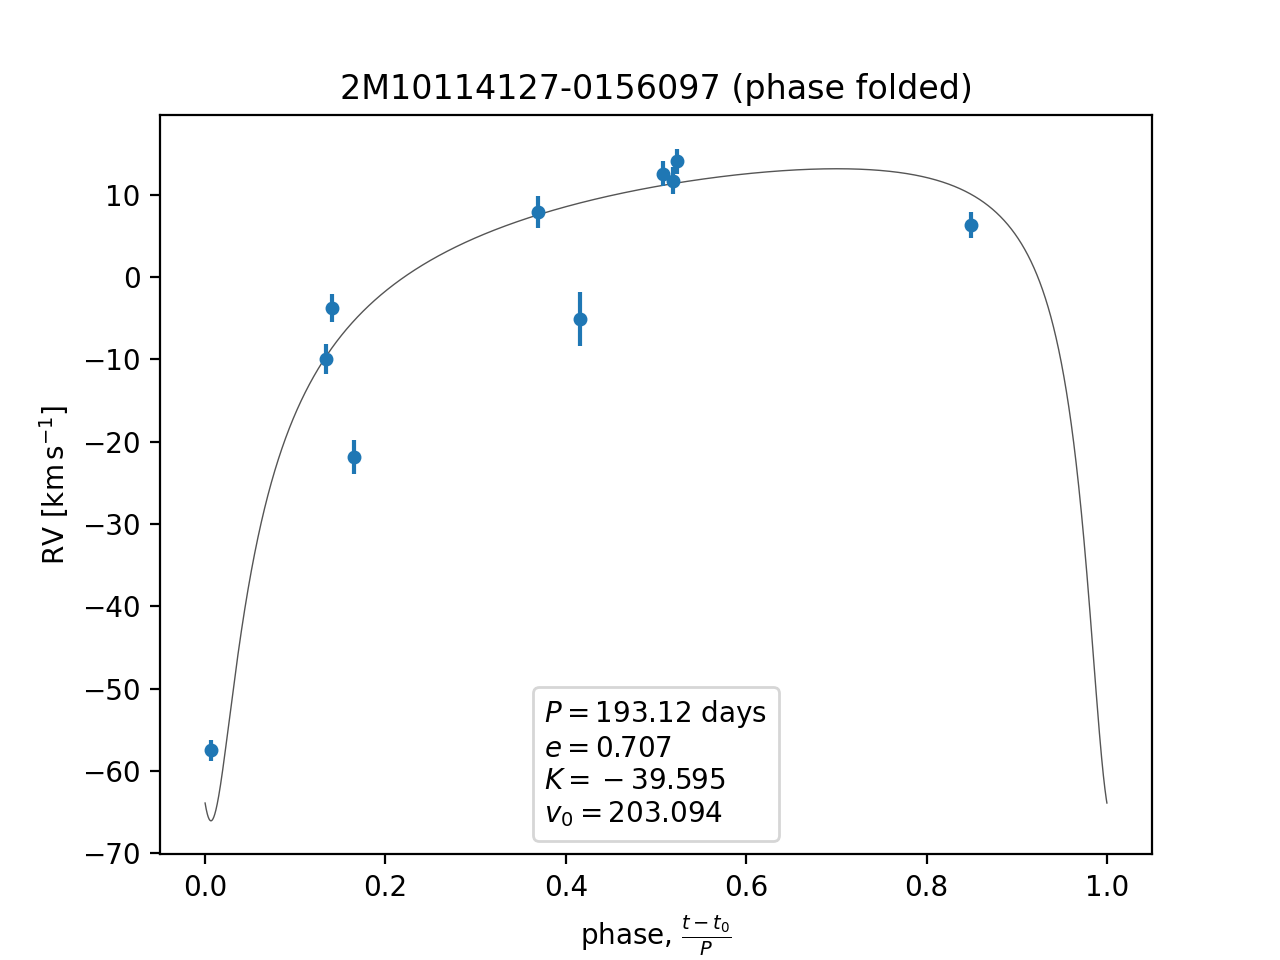 2M10114127-0156097 (phase folded)
RV [km s⁻¹]
10
0
−10
−20
−30
−40
−50
−60
−70
P = 193.12 days
e = 0.707
K = −39.595
v₀ = 203.094
0.0 0.2 0.4 0.6 0.8 1.0
phase, (t − t₀)/P